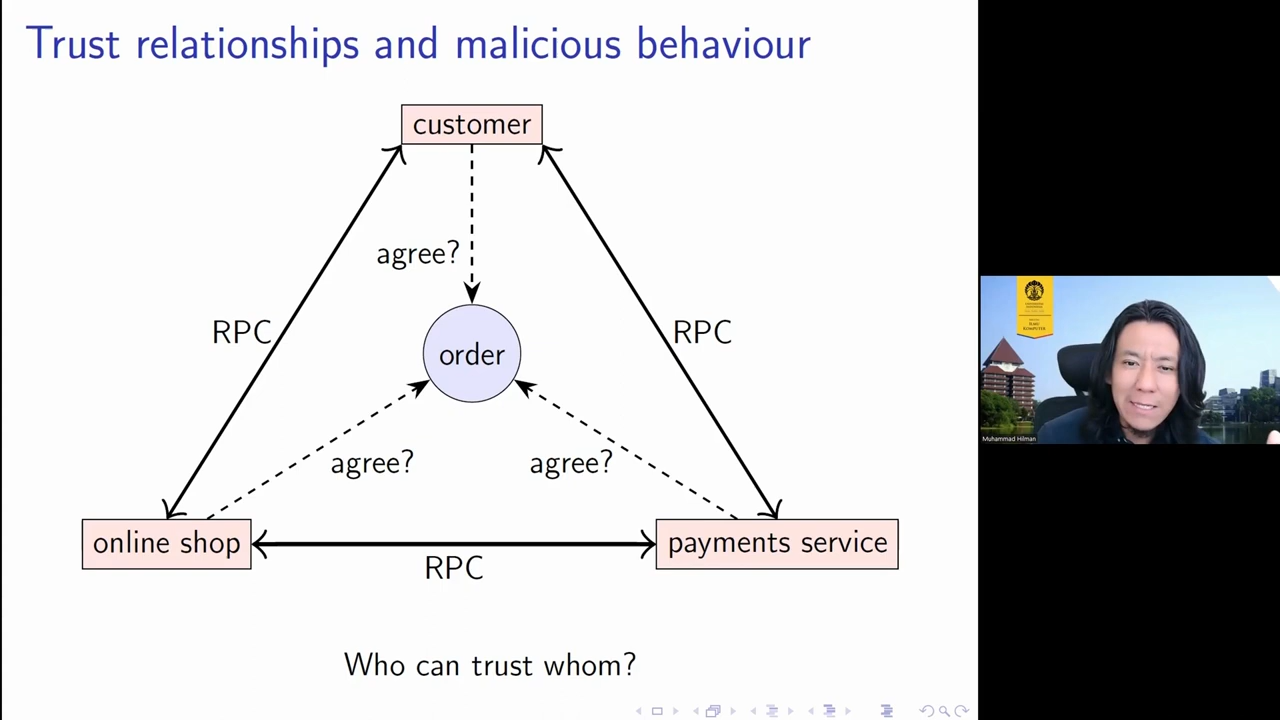 Trust relationships and malicious behaviour
customer
agree?
RPC
RPC
order
agree?
agree?
online shop
payments service
RPC
Who can trust whom?
Muhammad Hilman